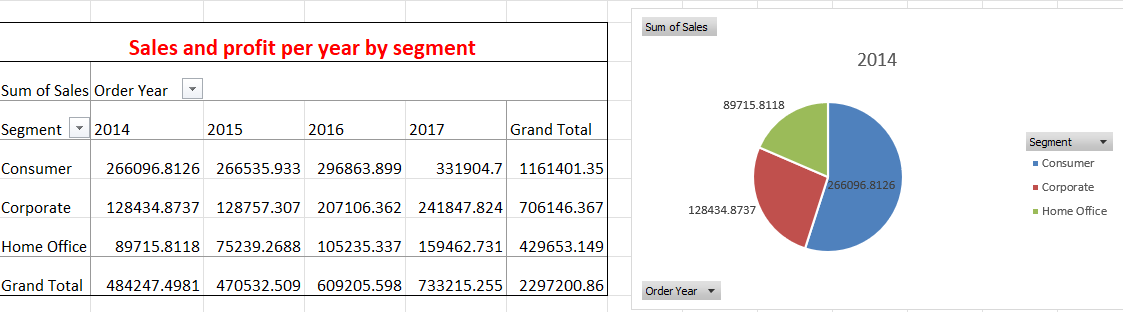 Sales and profit per year by segment
Sum of Sales Order Year
Segment 2014 2015 2016 2017 Grand Total
Consumer 266096.8126 266535.933 296863.899 331904.7 1161401.35
Corporate 128434.8737 128757.307 207106.362 241847.824 706146.367
Home Office 89715.8118 75239.2688 105235.337 159462.731 429653.149
Grand Total 484247.4981 470532.509 609205.598 733215.255 2297200.86
Sum of Sales
2014
89715.8118
266096.8126
128434.8737
Segment
Consumer
Corporate
Home Office
Order Year